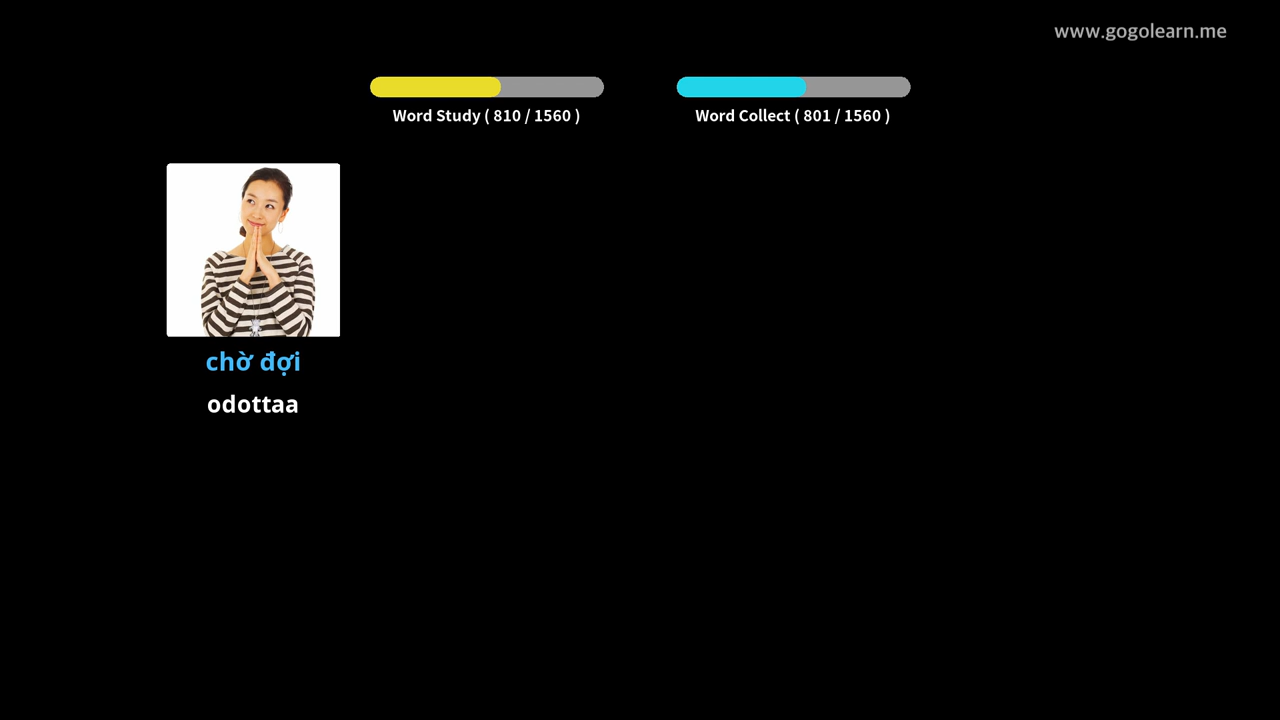 www.gogolearn.me
Word Study ( 810 / 1560 )
Word Collect ( 801 / 1560 )
chờ đợi
odottaa